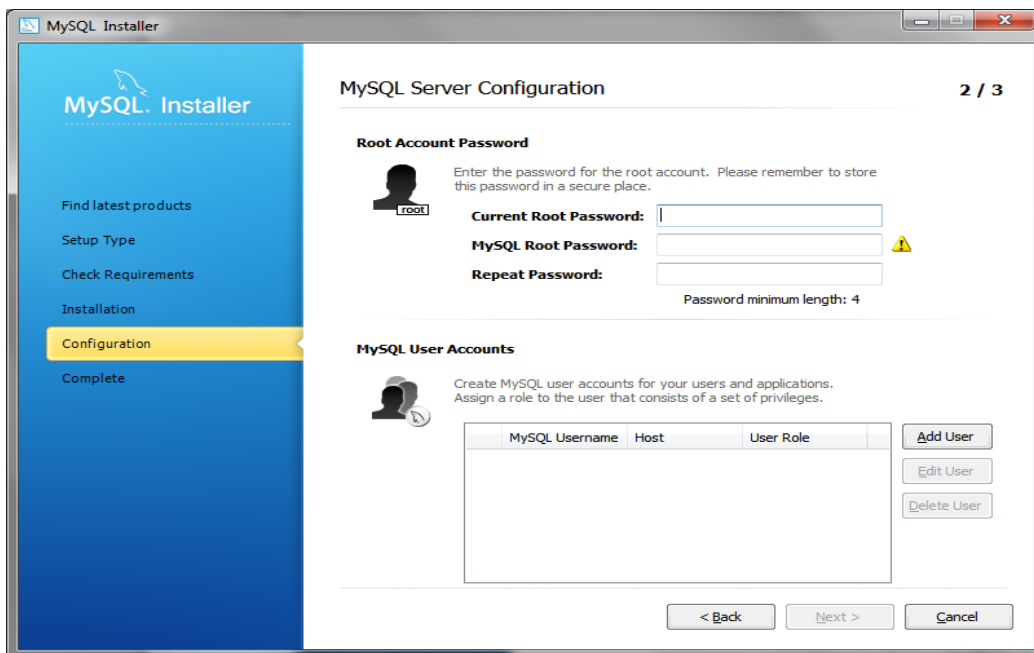 MySQL Installer
MySQL. Installer
Find latest products
Setup Type
Check Requirements
Installation
Configuration
Complete
MySQL Server Configuration
2 / 3
Root Account Password
Enter the password for the root account. Please remember to store
this password in a secure place.
root
Current Root Password:
MySQL Root Password:
Repeat Password:
Password minimum length: 4
MySQL User Accounts
Create MySQL user accounts for your users and applications.
Assign a role to the user that consists of a set of privileges.
MySQL Username Host User Role
Add User
Edit User
Delete User
< Back Next > Cancel